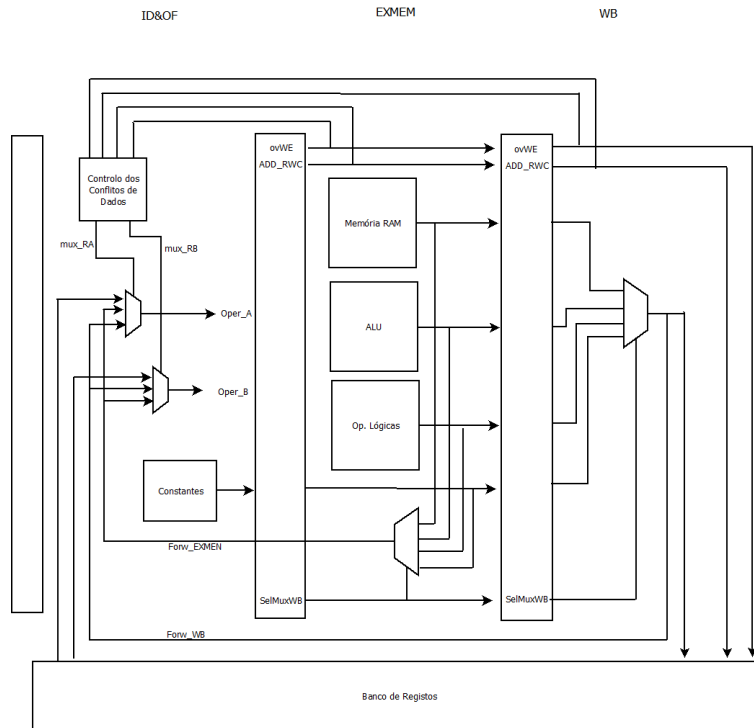 ID&OF
EXMEM
WB
ovWE
ADD_RWC
ovWE
ADD_RWC
Controlo dos
Conflitos de
Dados
mux_RA
mux_RB
Memória RAM
Oper_A
ALU
Oper_B
Op. Lógicas
Constantes
Forw_EXMEN
SelMuxWB
SelMuxWB
Forw_WB
Banco de Registos